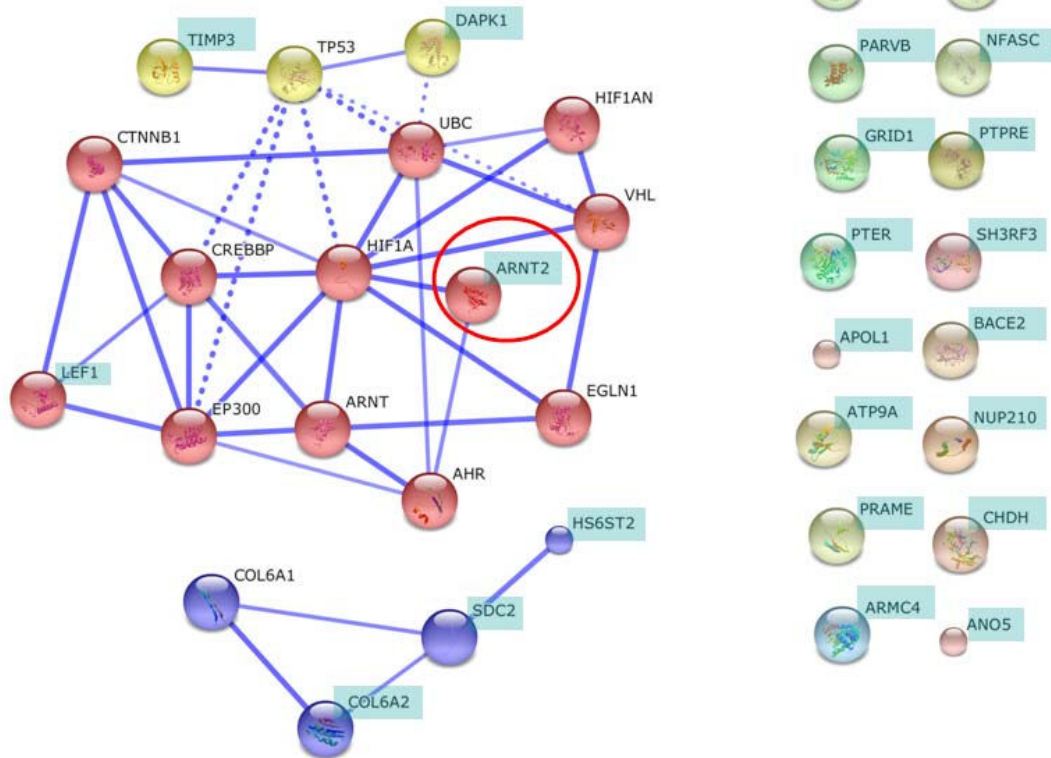 DAPK1
TIMP3
TP53
PARVB
NFASC
HIF1AN
CTNNB1
UBC
GRID1
PTPRE
VHL
CREBBP
HIF1A
ARNT2
PTER
SH3RF3
APOL1
BACE2
LEF1
EP300
ARNT
EGLN1
ATP9A
NUP210
AHR
HS6ST2
PRAME
CHDH
COL6A1
SDC2
ARMC4
ANO5
COL6A2